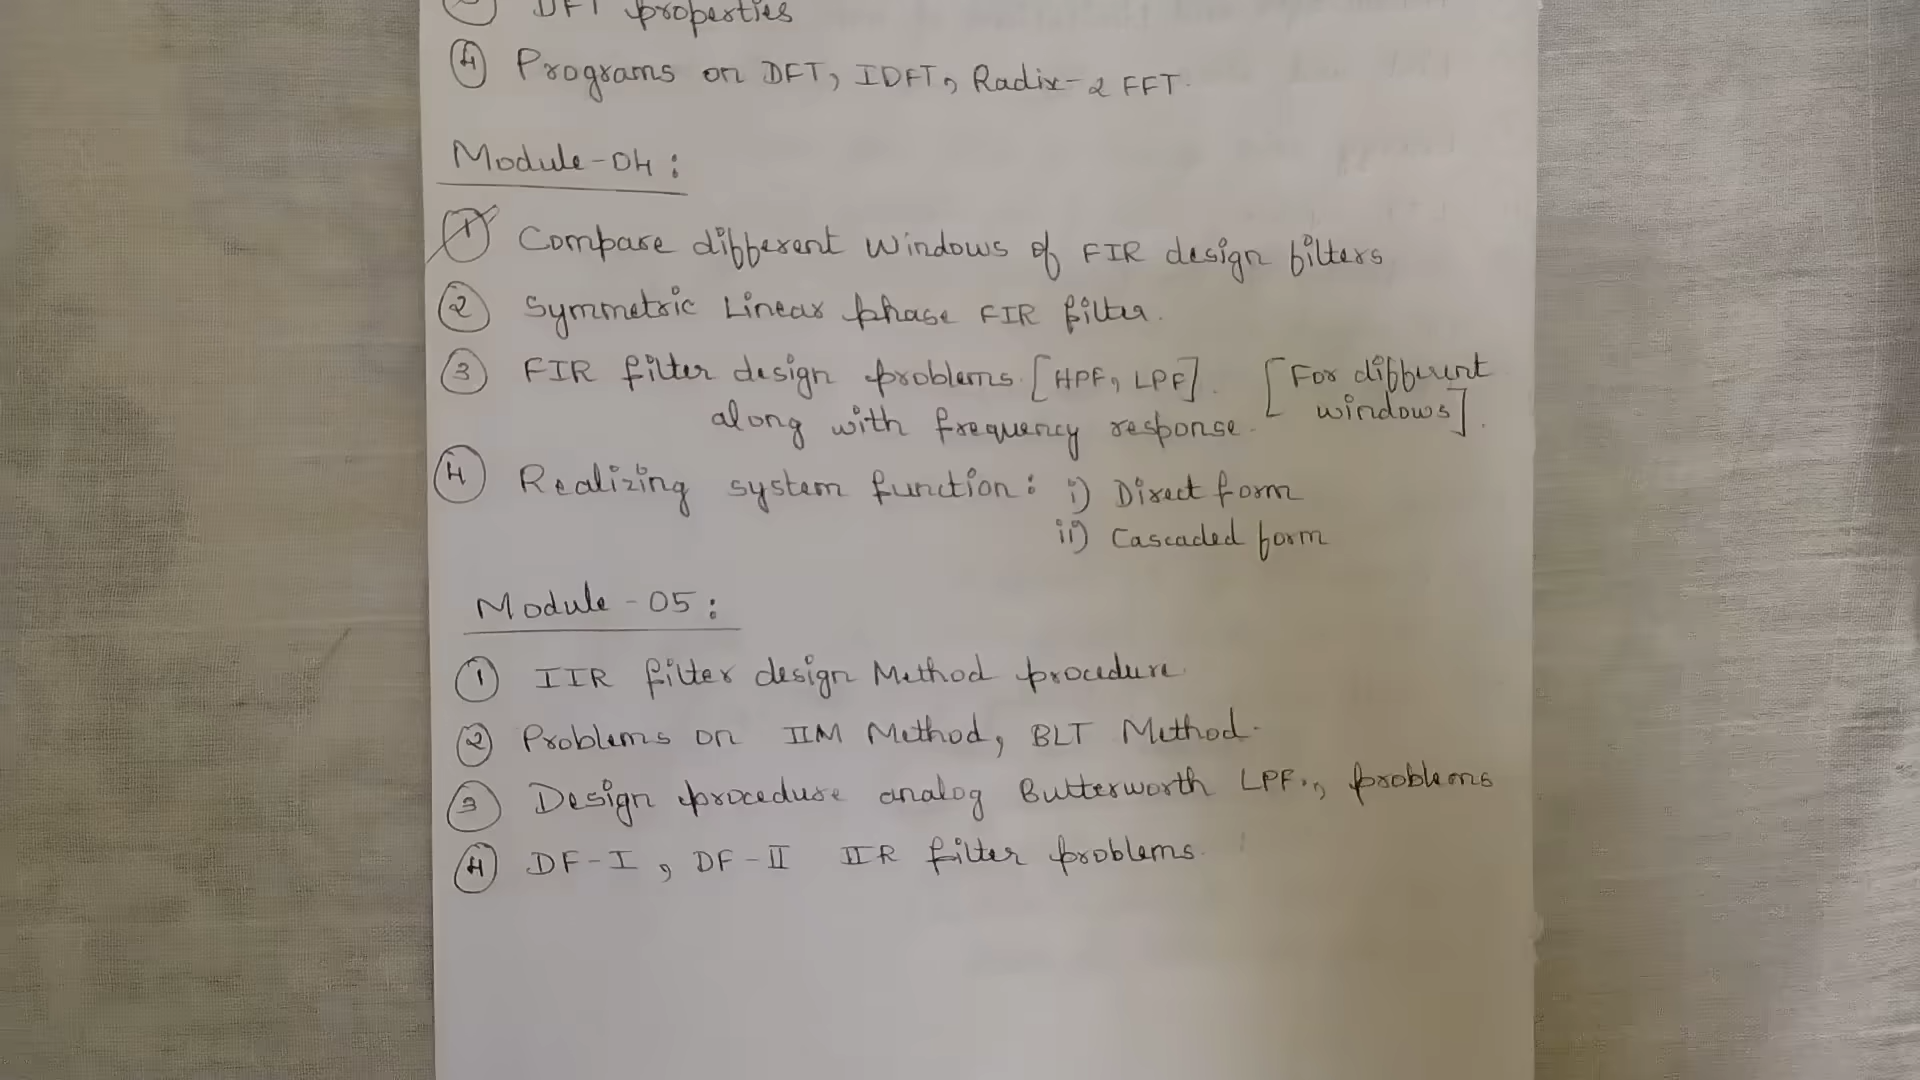 DFT properties
④ Programs on DFT, IDFT, Radix-2 FFT.
Module-04:
① Compare different Windows of FIR design filters
② Symmetric Linear phase FIR filter.
③ FIR filter design problems. [HPF, LPF]. [For different
along with frequency response. windows].
④ Realizing system function: i) Direct form
ii) Cascaded form
Module-05:
① IIR filter design Method procedure.
② Problems on IIM Method, BLT Method.
③ Design procedure analog Butterworth LPF., problems
④ DF-I, DF-II IIR filter problems.